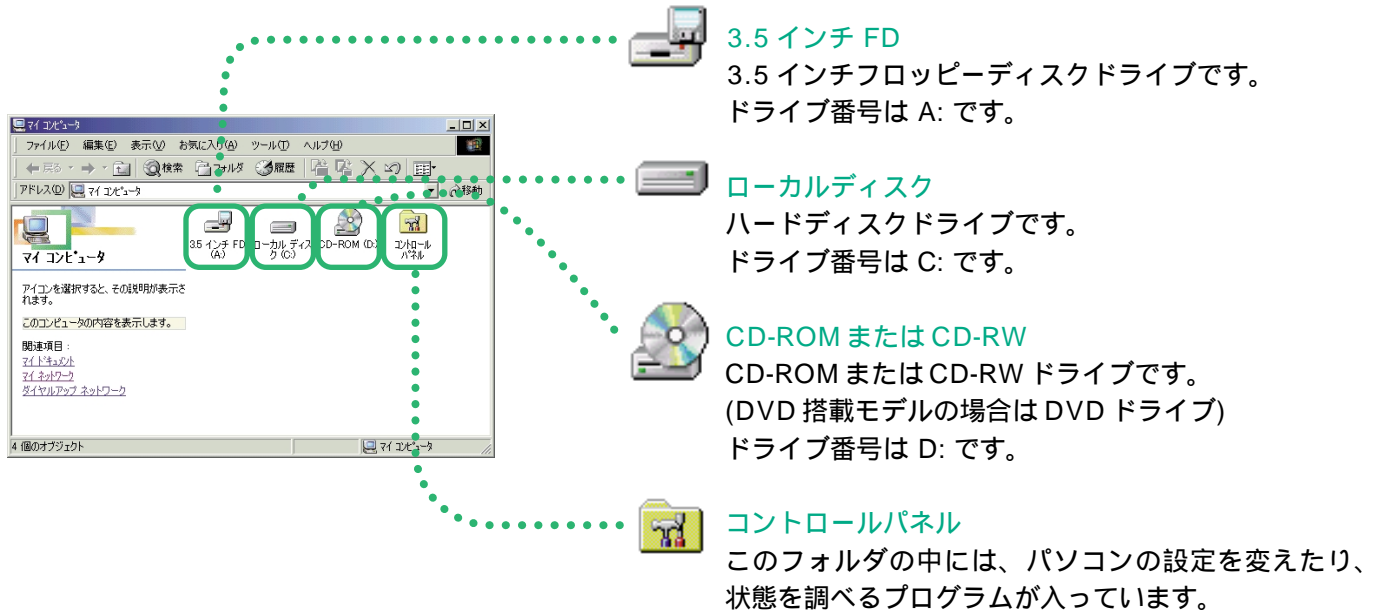 3.5 インチ FD
3.5 インチフロッピーディスクドライブです。
ドライブ番号は A: です。
マイ コンピュータ
ファイル(F) 編集(E) 表示(V) お気に入り(A) ツール(T) ヘルプ(H)
戻る 検索 フォルダ 履歴
アドレス(D) マイ コンピュータ 移動
ローカルディスク
ハードディスクドライブです。
ドライブ番号は C: です。
マイ コンピュータ
3.5 インチ FD
(A:)
ローカル ディス
ク (C:)
CD-ROM (D:)
コントロール
パネル
アイコンを選択すると、その説明が表示さ
れます。
このコンピュータの内容を表示します。
関連項目 :
マイ ドキュメント
マイ ネットワーク
ダイヤルアップ ネットワーク
4 個のオブジェクト マイ コンピュータ
CD-ROM または CD-RW
CD-ROM または CD-RW ドライブです。
(DVD 搭載モデルの場合は DVD ドライブ)
ドライブ番号は D: です。
コントロールパネル
このフォルダの中には、パソコンの設定を変えたり、
状態を調べるプログラムが入っています。